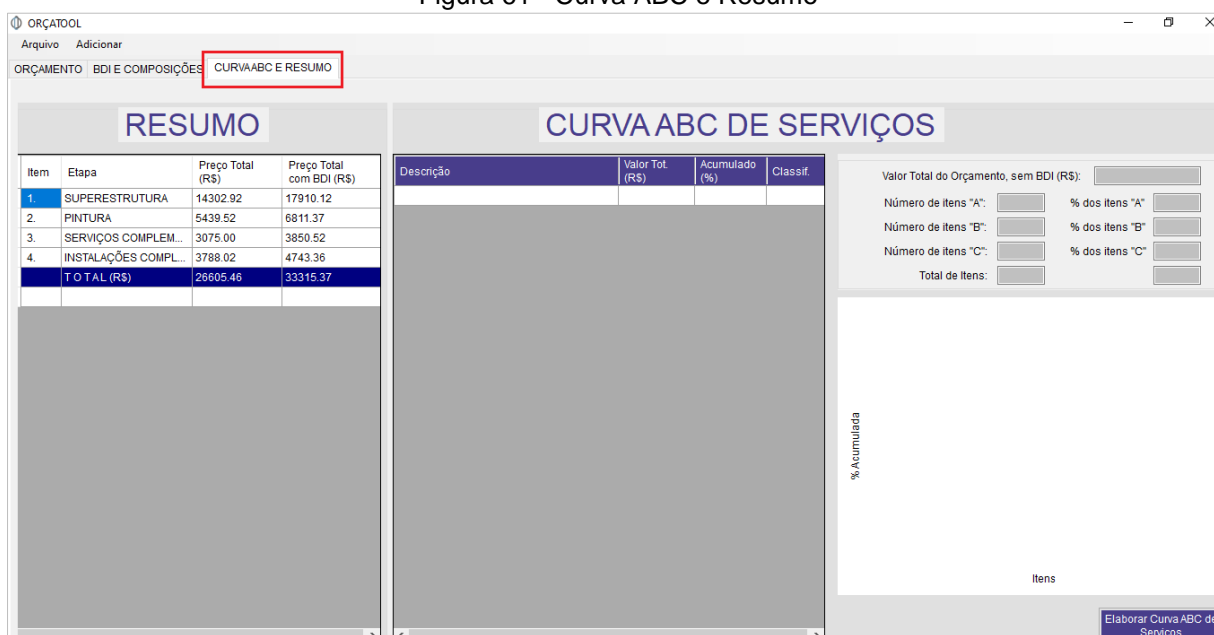 Figura 61 - Curva ABC e Resumo
ORÇATOOL
Arquivo Adicionar
ORÇAMENTO BDI E COMPOSIÇÕES CURVA ABC E RESUMO
RESUMO
Item Etapa Preço Total (R$) Preço Total com BDI (R$)
1. SUPERESTRUTURA 14302.92 17910.12
2. PINTURA 5439.52 6811.37
3. SERVIÇOS COMPLEM... 3075.00 3850.52
4. INSTALAÇÕES COMPL... 3788.02 4743.36
T O T A L (R$) 26605.46 33315.37
CURVA ABC DE SERVIÇOS
Descrição Valor Tot. (R$) Acumulado (%) Classif.
Valor Total do Orçamento, sem BDI (R$):
Número de itens "A": % dos itens "A"
Número de itens "B": % dos itens "B"
Número de itens "C": % dos itens "C"
Total de Itens:
% Acumulada
Itens
Elaborar Curva ABC de
Serviços